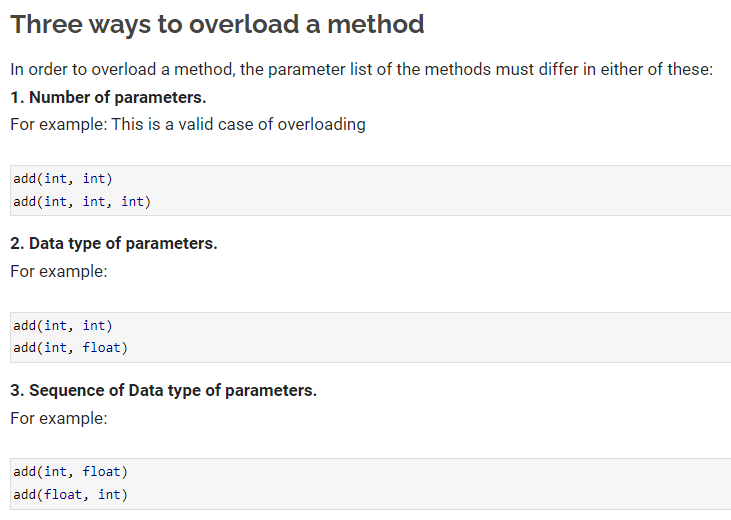 Three ways to overload a method
In order to overload a method, the parameter list of the methods must differ in either of these:
1. Number of parameters.
For example: This is a valid case of overloading
add(int, int)
add(int, int, int)
2. Data type of parameters.
For example:
add(int, int)
add(int, float)
3. Sequence of Data type of parameters.
For example:
add(int, float)
add(float, int)